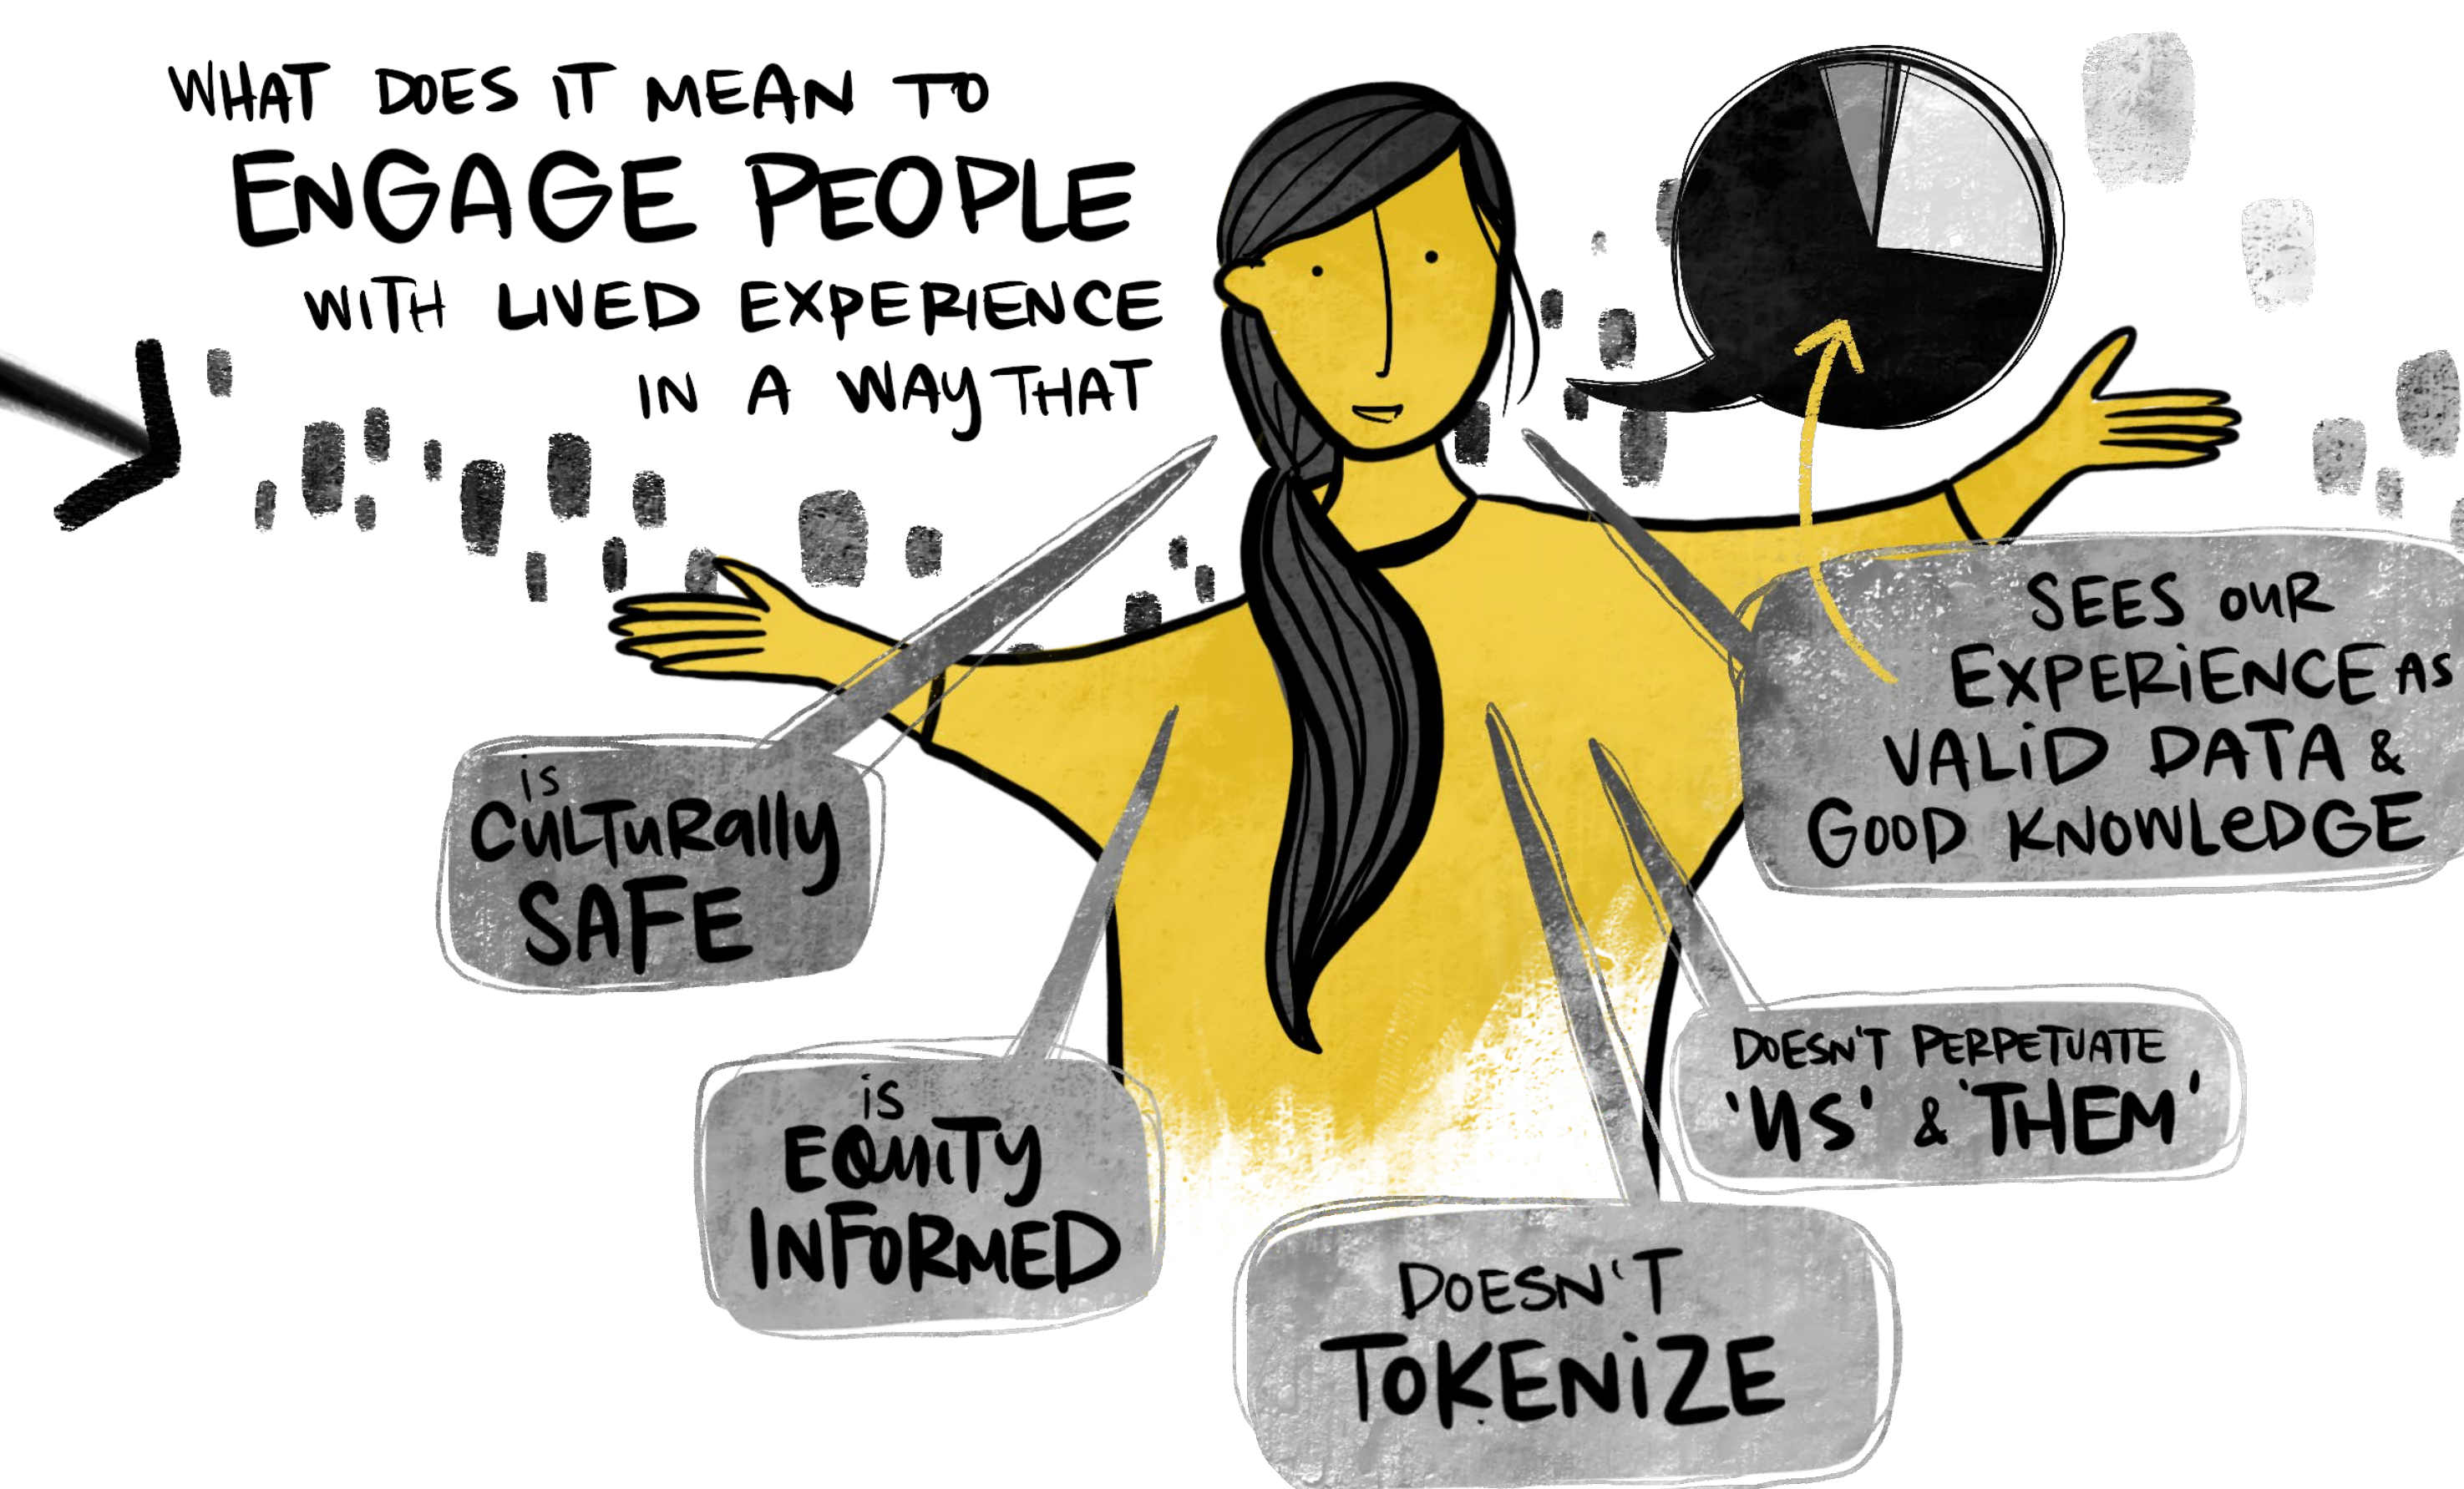 WHAT DOES IT MEAN TO
ENGAGE PEOPLE
WITH LIVED EXPERIENCE
IN A WAY THAT
is
CULTURally
SAFE
is
EQUITY
INFORMED
DOESN'T
TOKENiZE
DOESN'T PERPETUATE
'US' & 'THEM'
SEES OUR
EXPERiENCE AS
VALiD DATA &
GOOD KNOWLeDGE